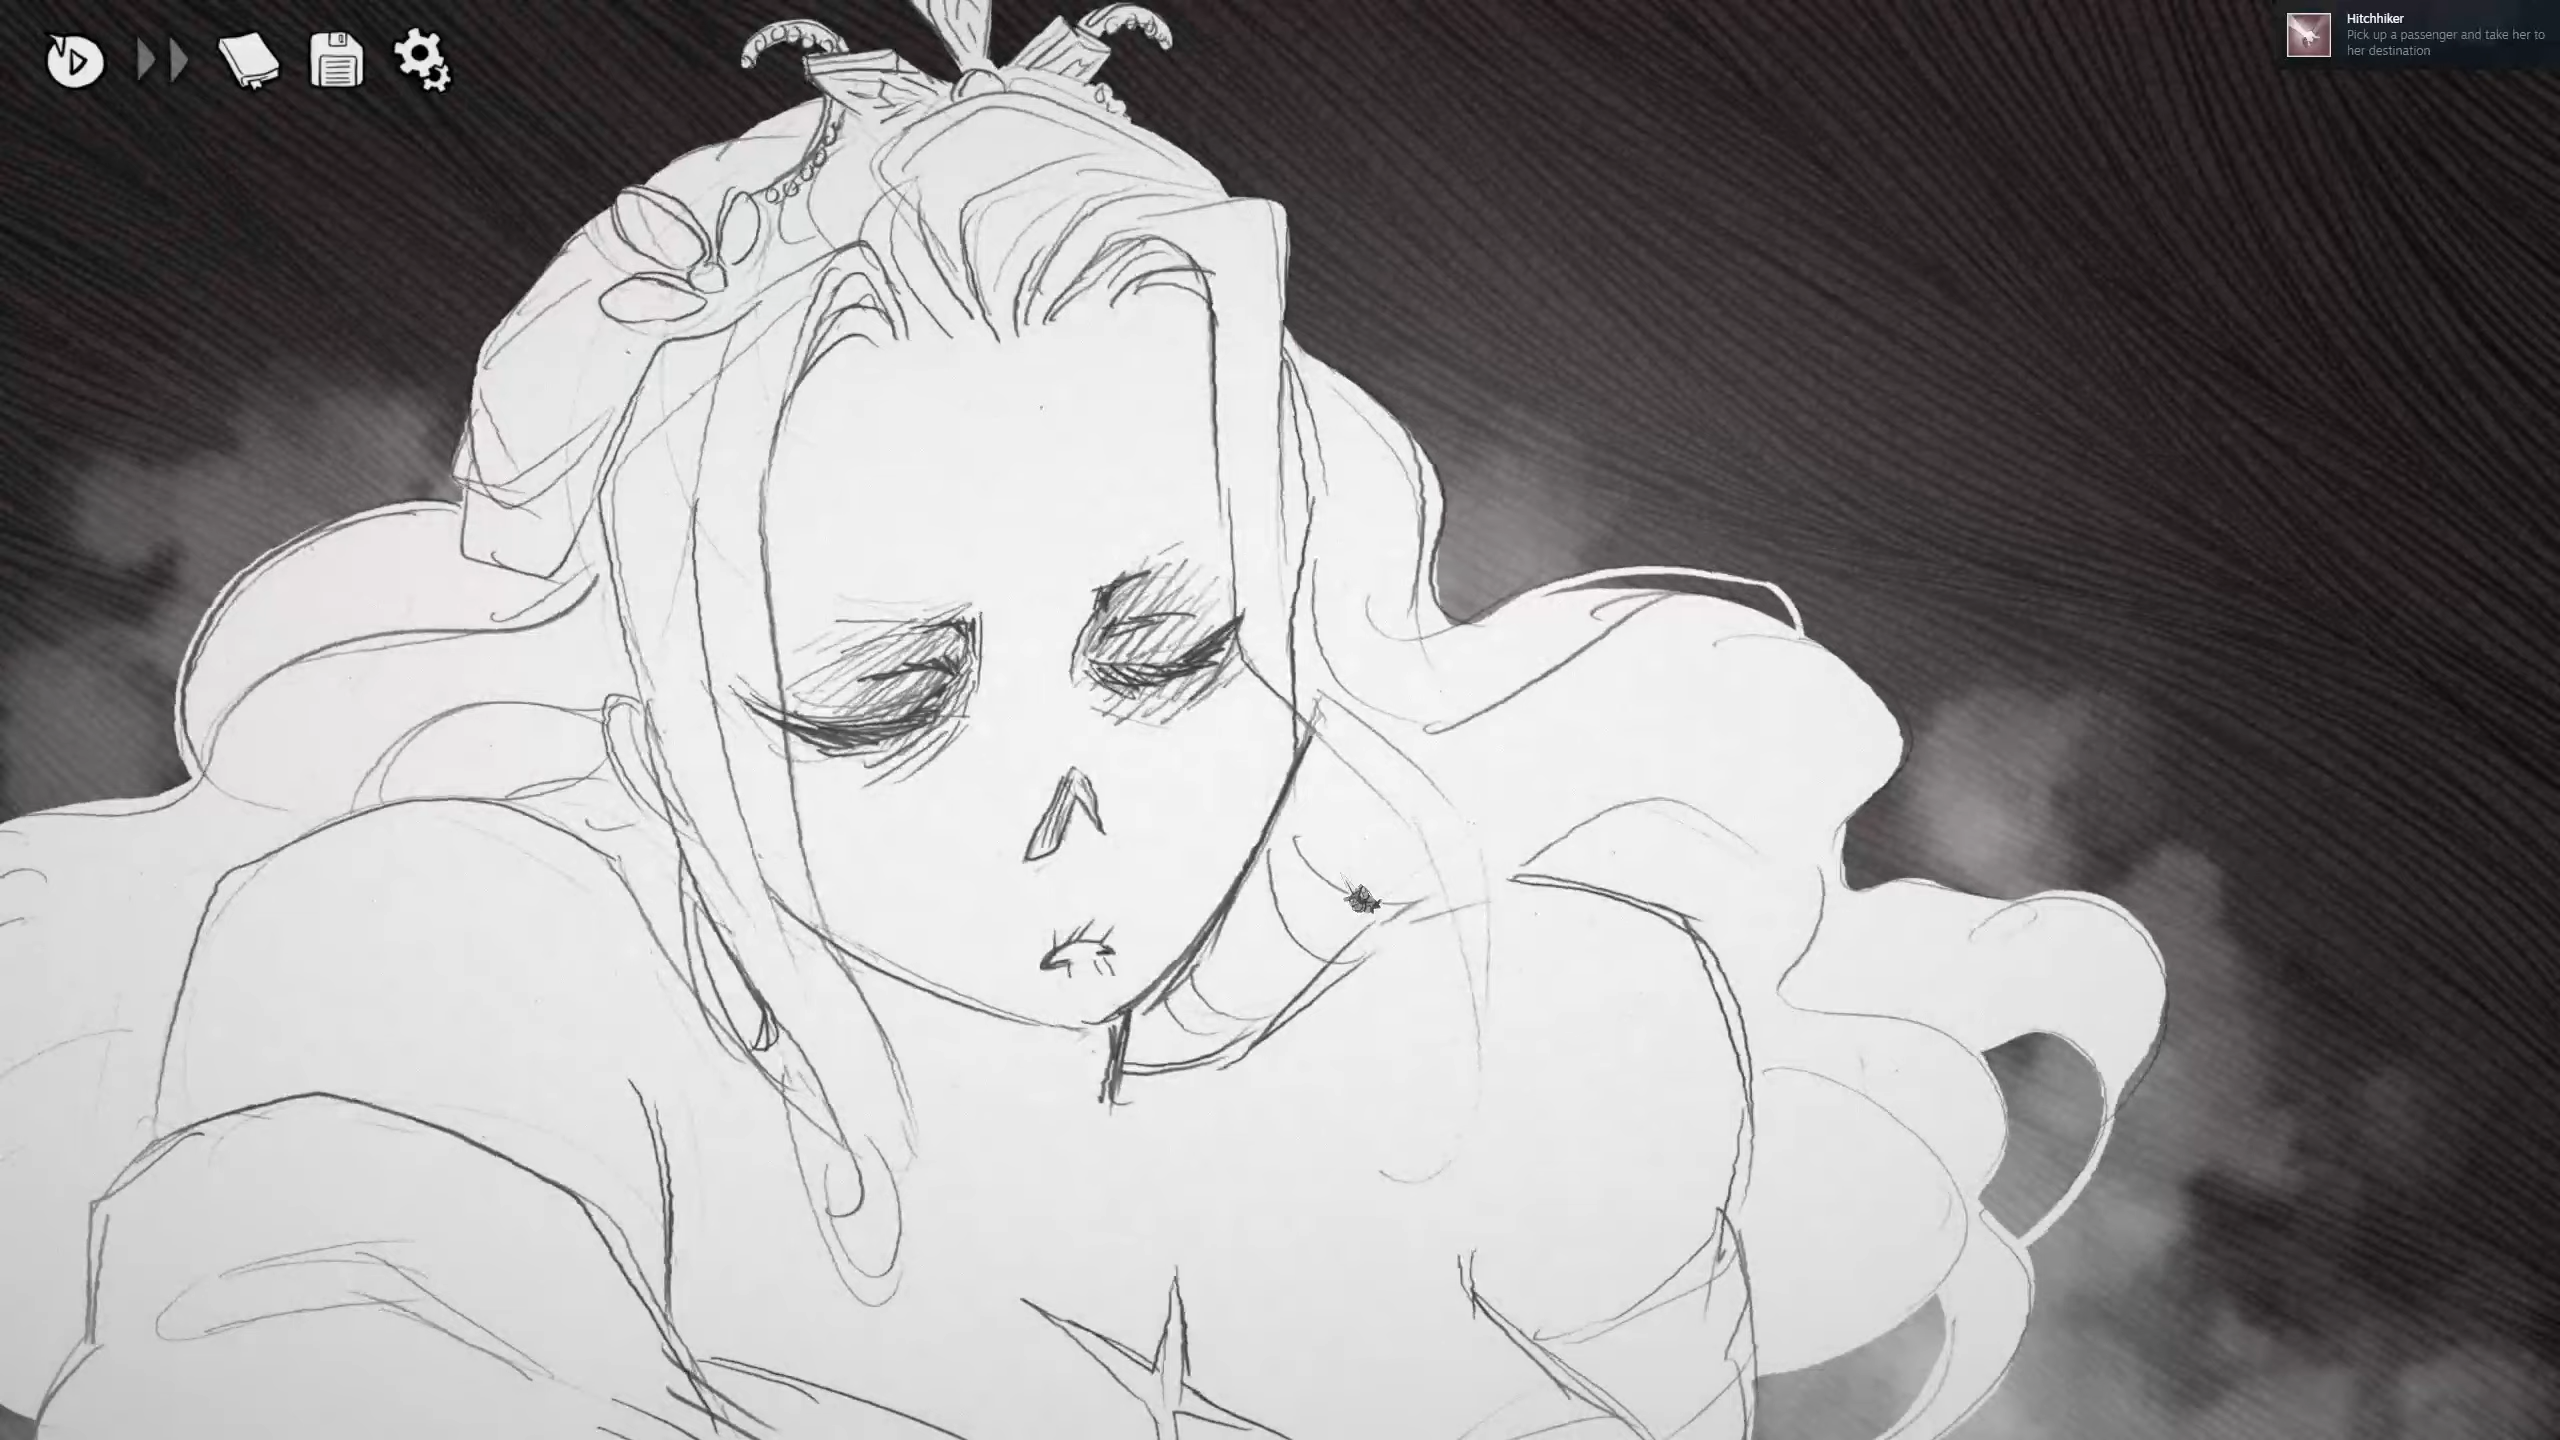 Hitchhiker
Pick up a passenger and take her to
her destination